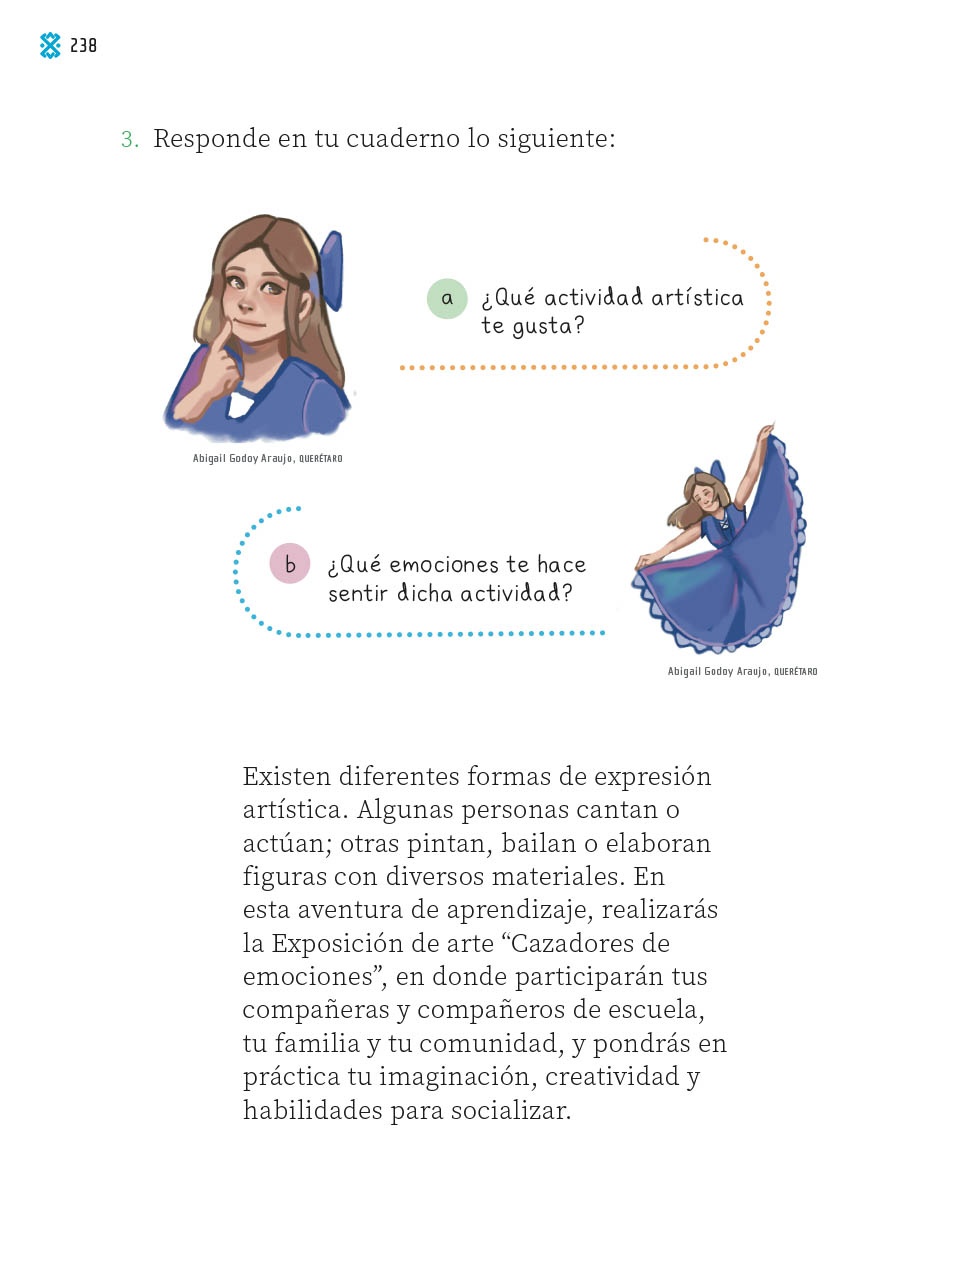 238
3. Responde en tu cuaderno lo siguiente:
a ¿Qué actividad artística
te gusta?
Abigail Godoy Araujo, QUERÉTARO
b ¿Qué emociones te hace
sentir dicha actividad?
Abigail Godoy Araujo, QUERÉTARO
Existen diferentes formas de expresión
artística. Algunas personas cantan o
actúan; otras pintan, bailan o elaboran
figuras con diversos materiales. En
esta aventura de aprendizaje, realizarás
la Exposición de arte “Cazadores de
emociones”, en donde participarán tus
compañeras y compañeros de escuela,
tu familia y tu comunidad, y pondrás en
práctica tu imaginación, creatividad y
habilidades para socializar.